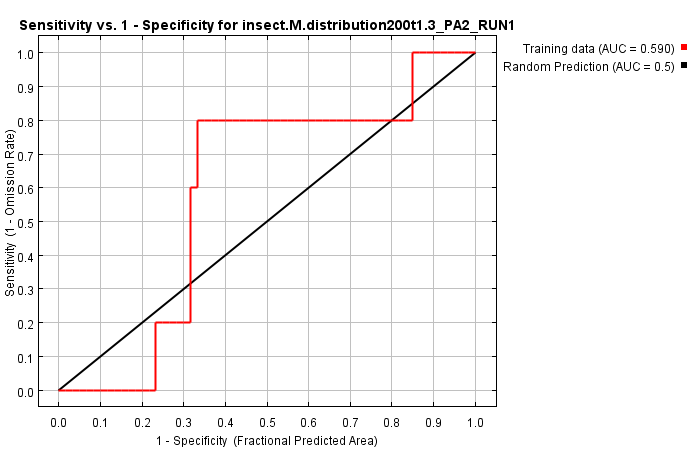 Sensitivity vs. 1 - Specificity for insect.M.distribution200t1.3_PA2_RUN1
Training data (AUC = 0.590)
Random Prediction (AUC = 0.5)
Sensitivity (1 - Omission Rate)
1.0
0.9
0.8
0.7
0.6
0.5
0.4
0.3
0.2
0.1
0.0
0.0 0.1 0.2 0.3 0.4 0.5 0.6 0.7 0.8 0.9 1.0
1 - Specificity (Fractional Predicted Area)